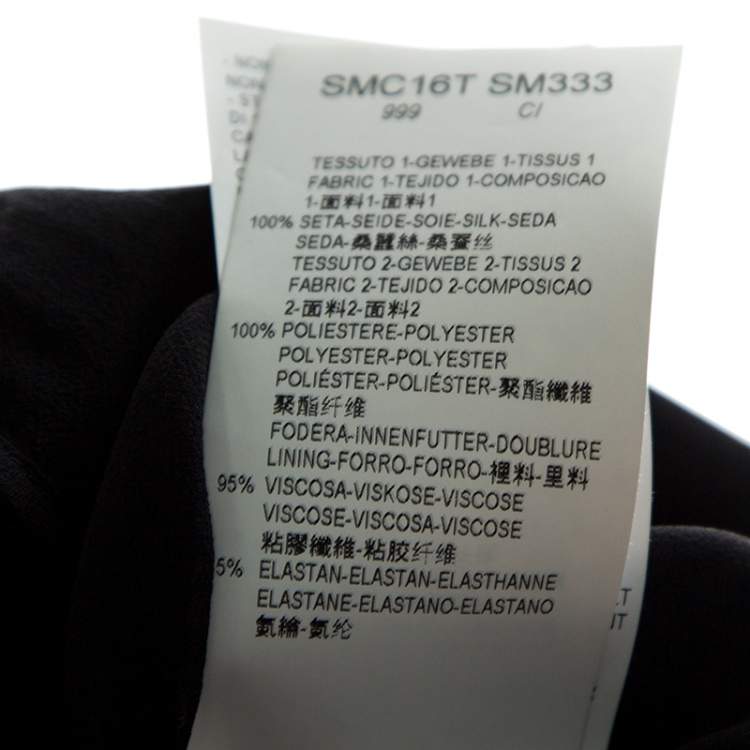 SMC16T SM333
999 CI
TESSUTO 1-GEWEBE 1-TISSUS 1
FABRIC 1-TEJIDO 1-COMPOSICAO
1-面料1-面料1
100% SETA-SEIDE-SOIE-SILK-SEDA
SEDA-桑蠶絲-桑蚕丝
TESSUTO 2-GEWEBE 2-TISSUS 2
FABRIC 2-TEJIDO 2-COMPOSICAO
2-面料2-面料2
100% POLIESTERE-POLYESTER
POLYESTER-POLYESTER
POLIÉSTER-POLIÉSTER-聚酯纖維
聚酯纤维
FODERA-INNENFUTTER-DOUBLURE
LINING-FORRO-FORRO-裡料-里料
95% VISCOSA-VISKOSE-VISCOSE
VISCOSE-VISCOSA-VISCOSE
粘膠纖維-粘胶纤维
5% ELASTAN-ELASTAN-ELASTHANNE
ELASTANE-ELASTANO-ELASTANO
氨綸-氨纶